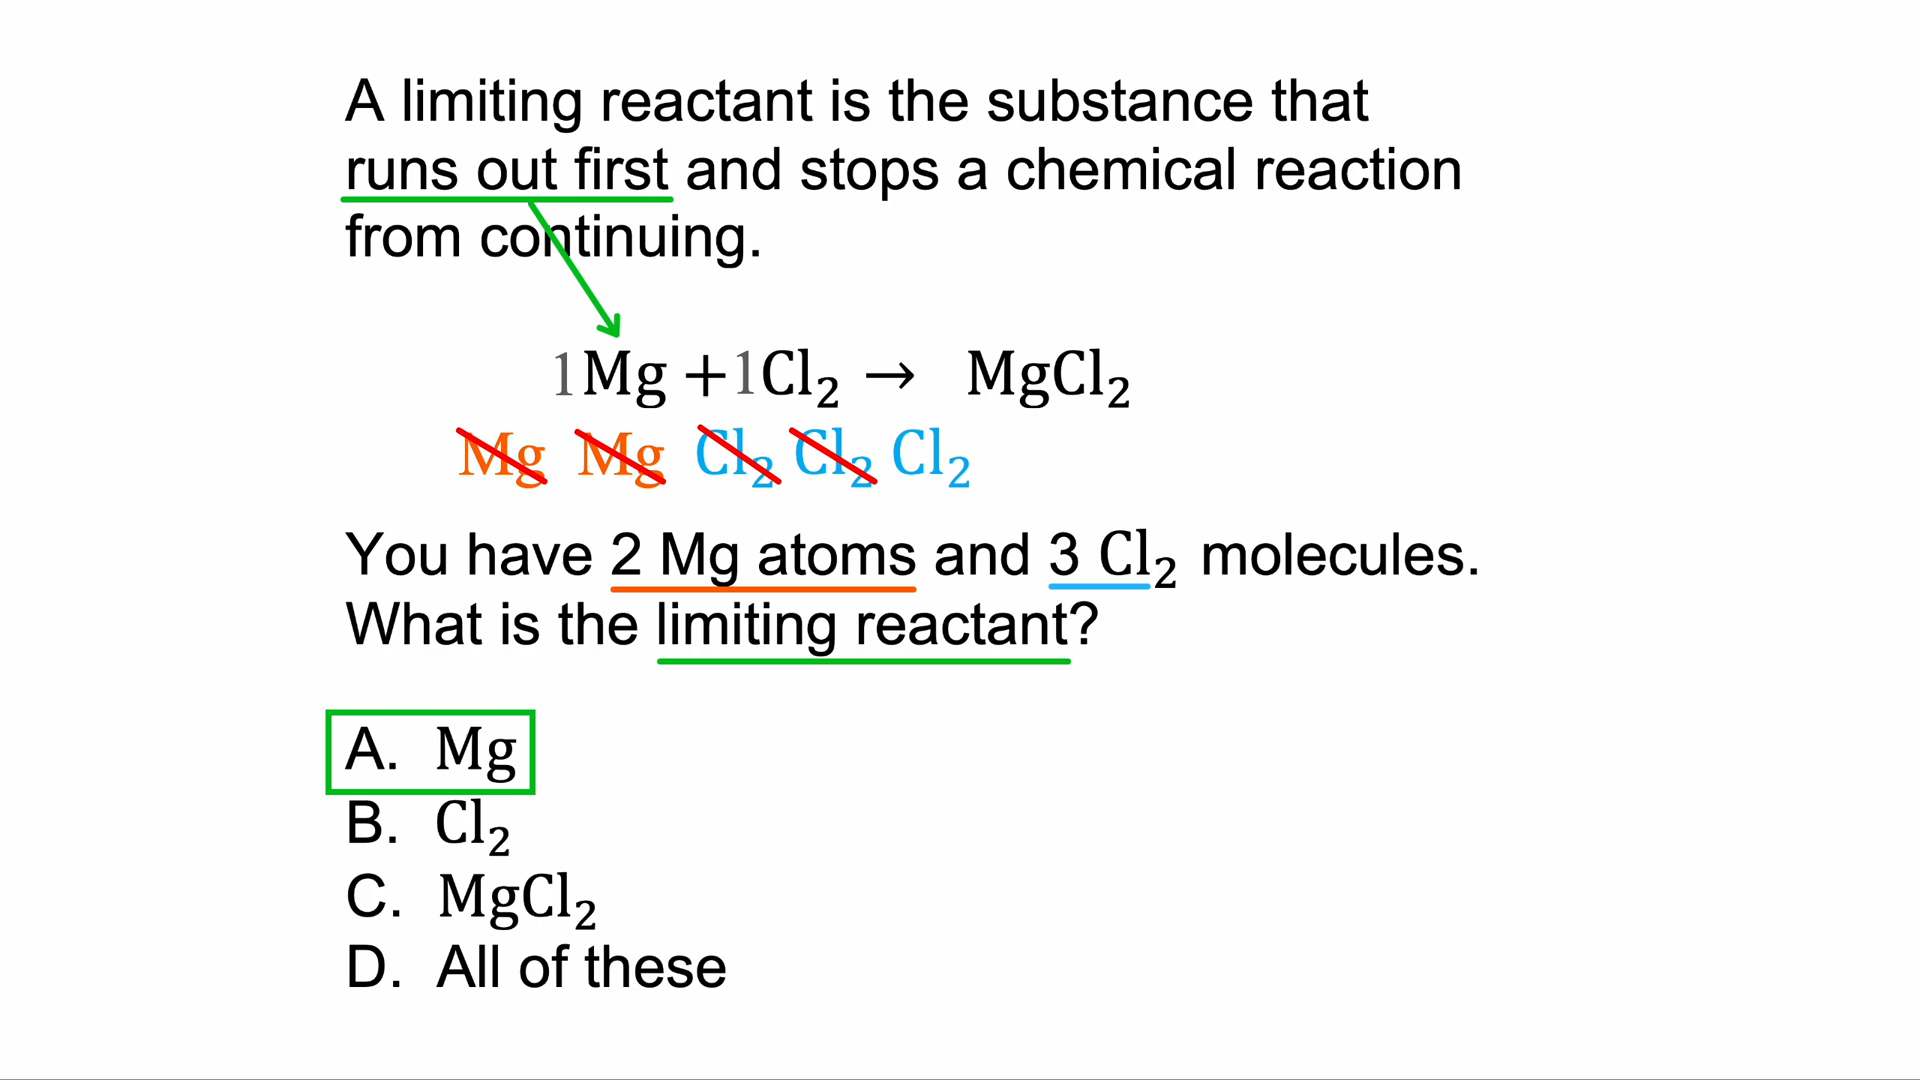 A limiting reactant is the substance that
runs out first and stops a chemical reaction
from continuing.
1Mg +1Cl₂ → MgCl₂
Mg Mg Cl₂ Cl₂ Cl₂
You have 2 Mg atoms and 3 Cl₂ molecules.
What is the limiting reactant?
A. Mg
B. Cl₂
C. MgCl₂
D. All of these